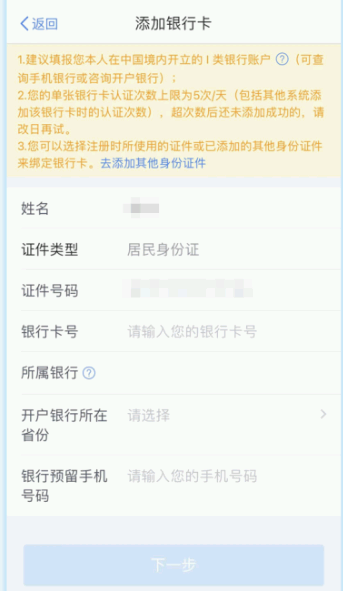 返回
添加银行卡
1.建议填报您本人在中国境内开立的Ⅰ类银行账户 （可查
询手机银行或咨询开户银行）；
2.您的单张银行卡认证次数上限为5次/天（包括其他系统添
加该银行卡时的认证次数），超次数后还未添加成功的，请
改日再试。
3.您可以选择注册时所使用的证件或已添加的其他身份证件
来绑定银行卡。去添加其他身份证件
姓名
证件类型 居民身份证
证件号码
银行卡号 请输入您的银行卡号
所属银行
开户银行所在 请选择
省份
银行预留手机 请输入您的手机号码
号码
下一步